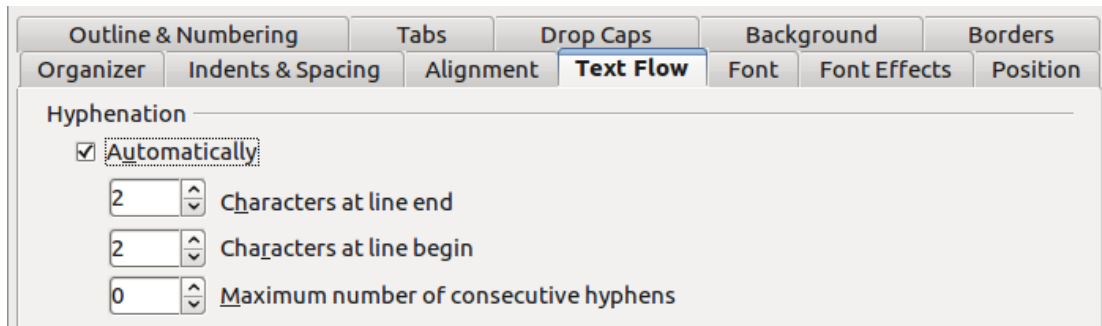 Outline & Numbering Tabs Drop Caps Background Borders
Organizer Indents & Spacing Alignment Text Flow Font Font Effects Position
Hyphenation
Automatically
2 Characters at line end
2 Characters at line begin
0 Maximum number of consecutive hyphens